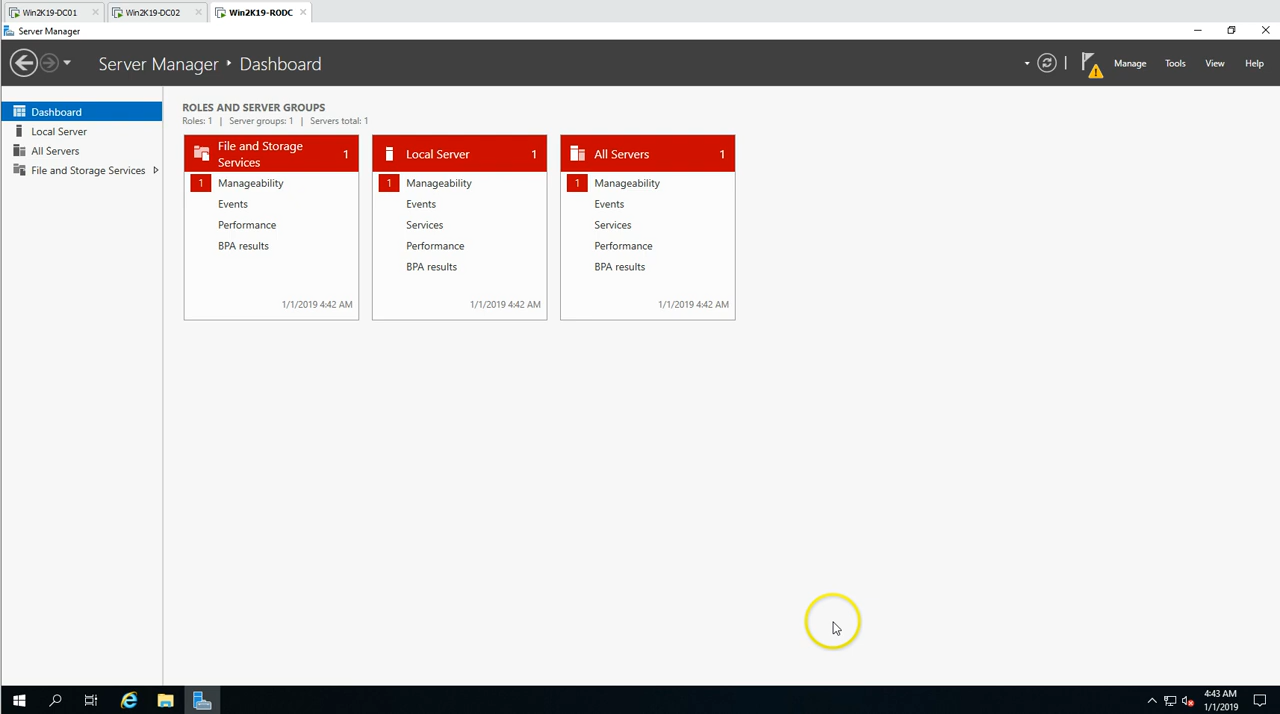 Win2K19-DC01
Win2K19-DC02
Win2K19-RODC
Server Manager
Server Manager ‣ Dashboard
Manage
Tools
View
Help
Dashboard
Local Server
All Servers
File and Storage Services
ROLES AND SERVER GROUPS
Roles: 1 | Server groups: 1 | Servers total: 1
File and Storage
Services
1
1 Manageability
Events
Performance
BPA results
1/1/2019 4:42 AM
Local Server 1
1 Manageability
Events
Services
Performance
BPA results
1/1/2019 4:42 AM
All Servers 1
1 Manageability
Events
Services
Performance
BPA results
1/1/2019 4:42 AM
4:43 AM
1/1/2019